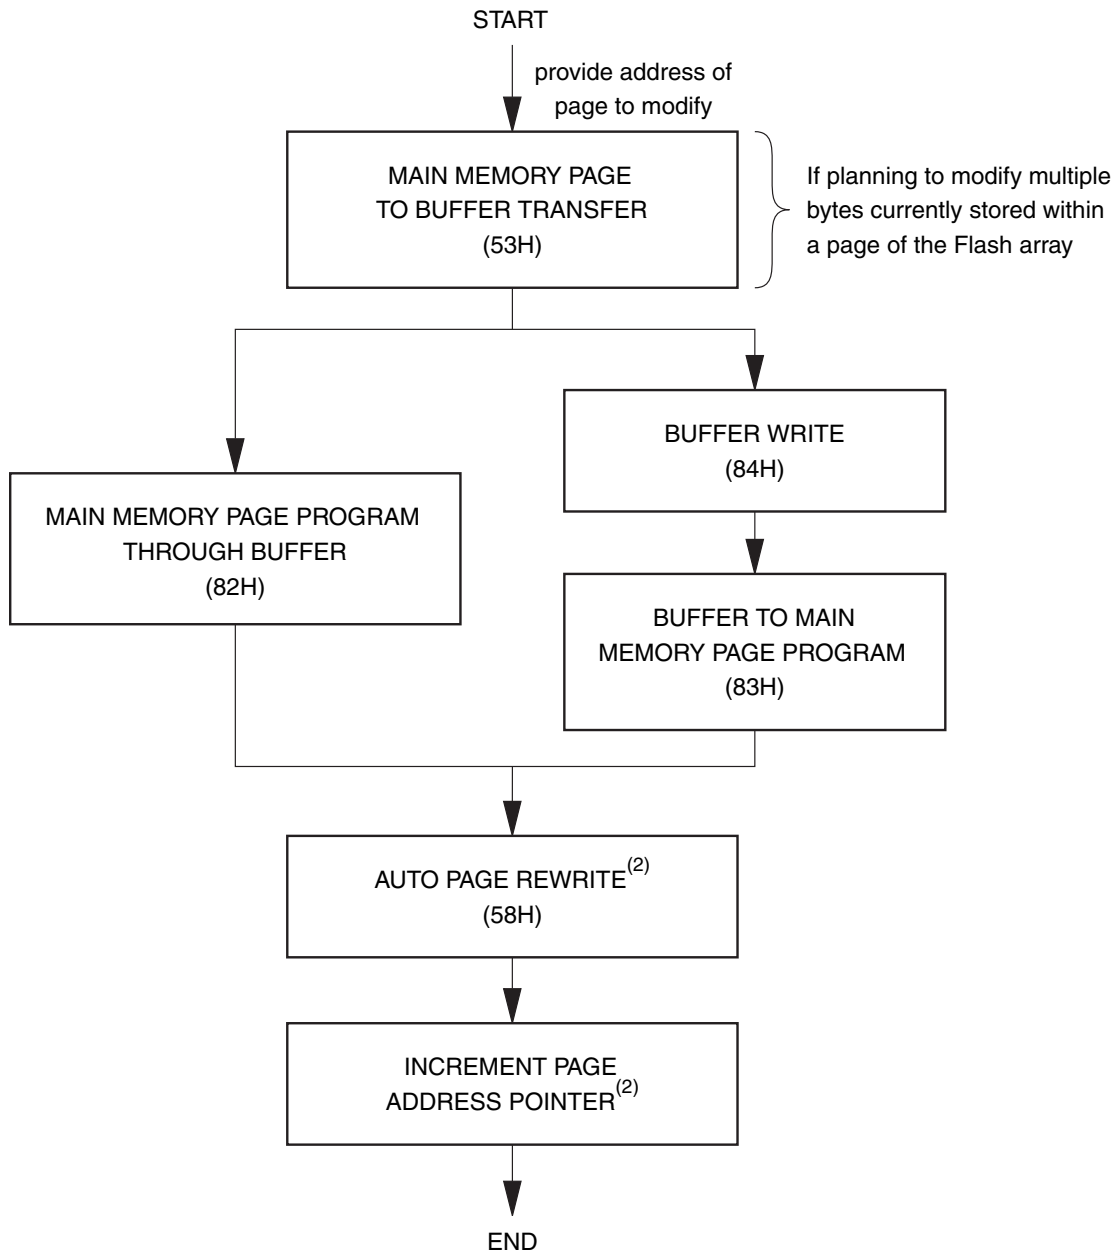 START
provide address of
page to modify
MAIN MEMORY PAGE
TO BUFFER TRANSFER
(53H)
If planning to modify multiple
bytes currently stored within
a page of the Flash array
BUFFER WRITE
(84H)
MAIN MEMORY PAGE PROGRAM
THROUGH BUFFER
(82H)
BUFFER TO MAIN
MEMORY PAGE PROGRAM
(83H)
AUTO PAGE REWRITE(2)
(58H)
INCREMENT PAGE
ADDRESS POINTER(2)
END